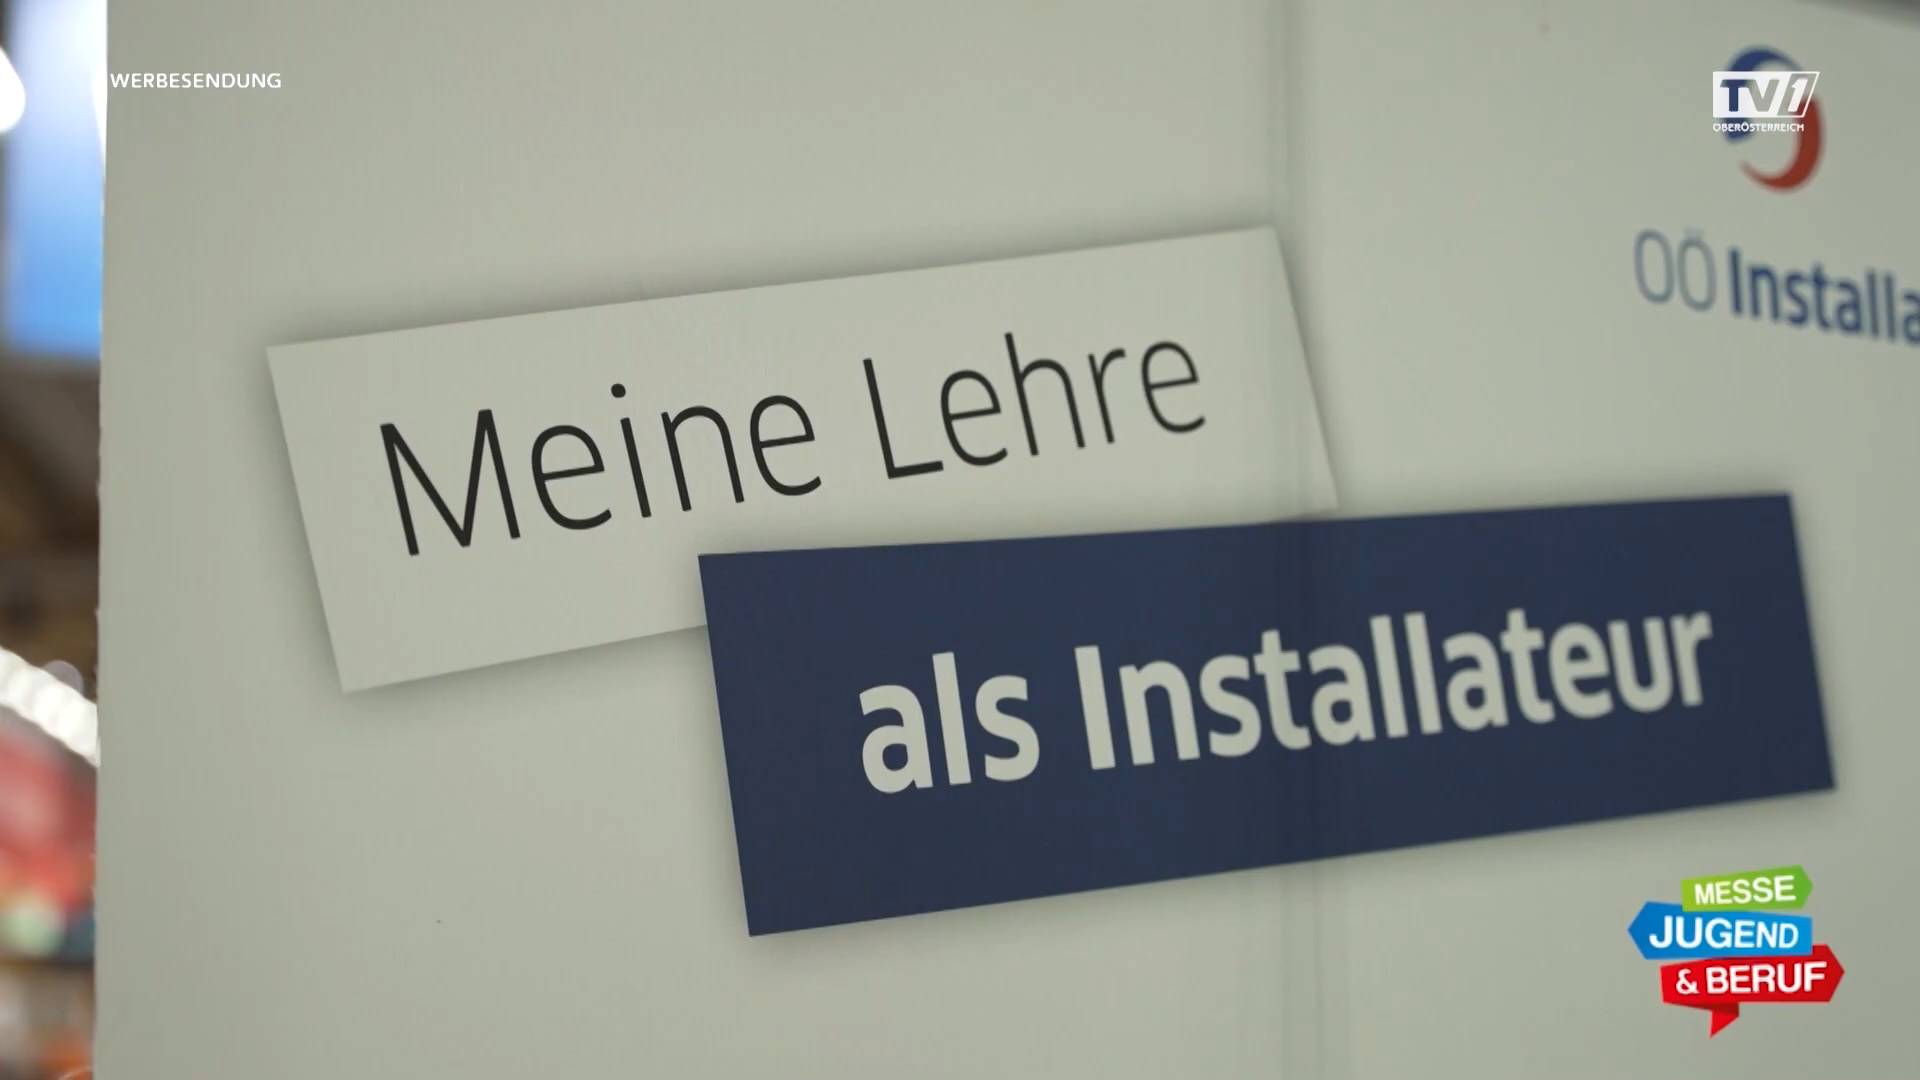 WERBESENDUNG
TV1
OBERÖSTERREICH
OÖ Installa
Meine Lehre
als Installateur
MESSE
JUGEND
& BERUF